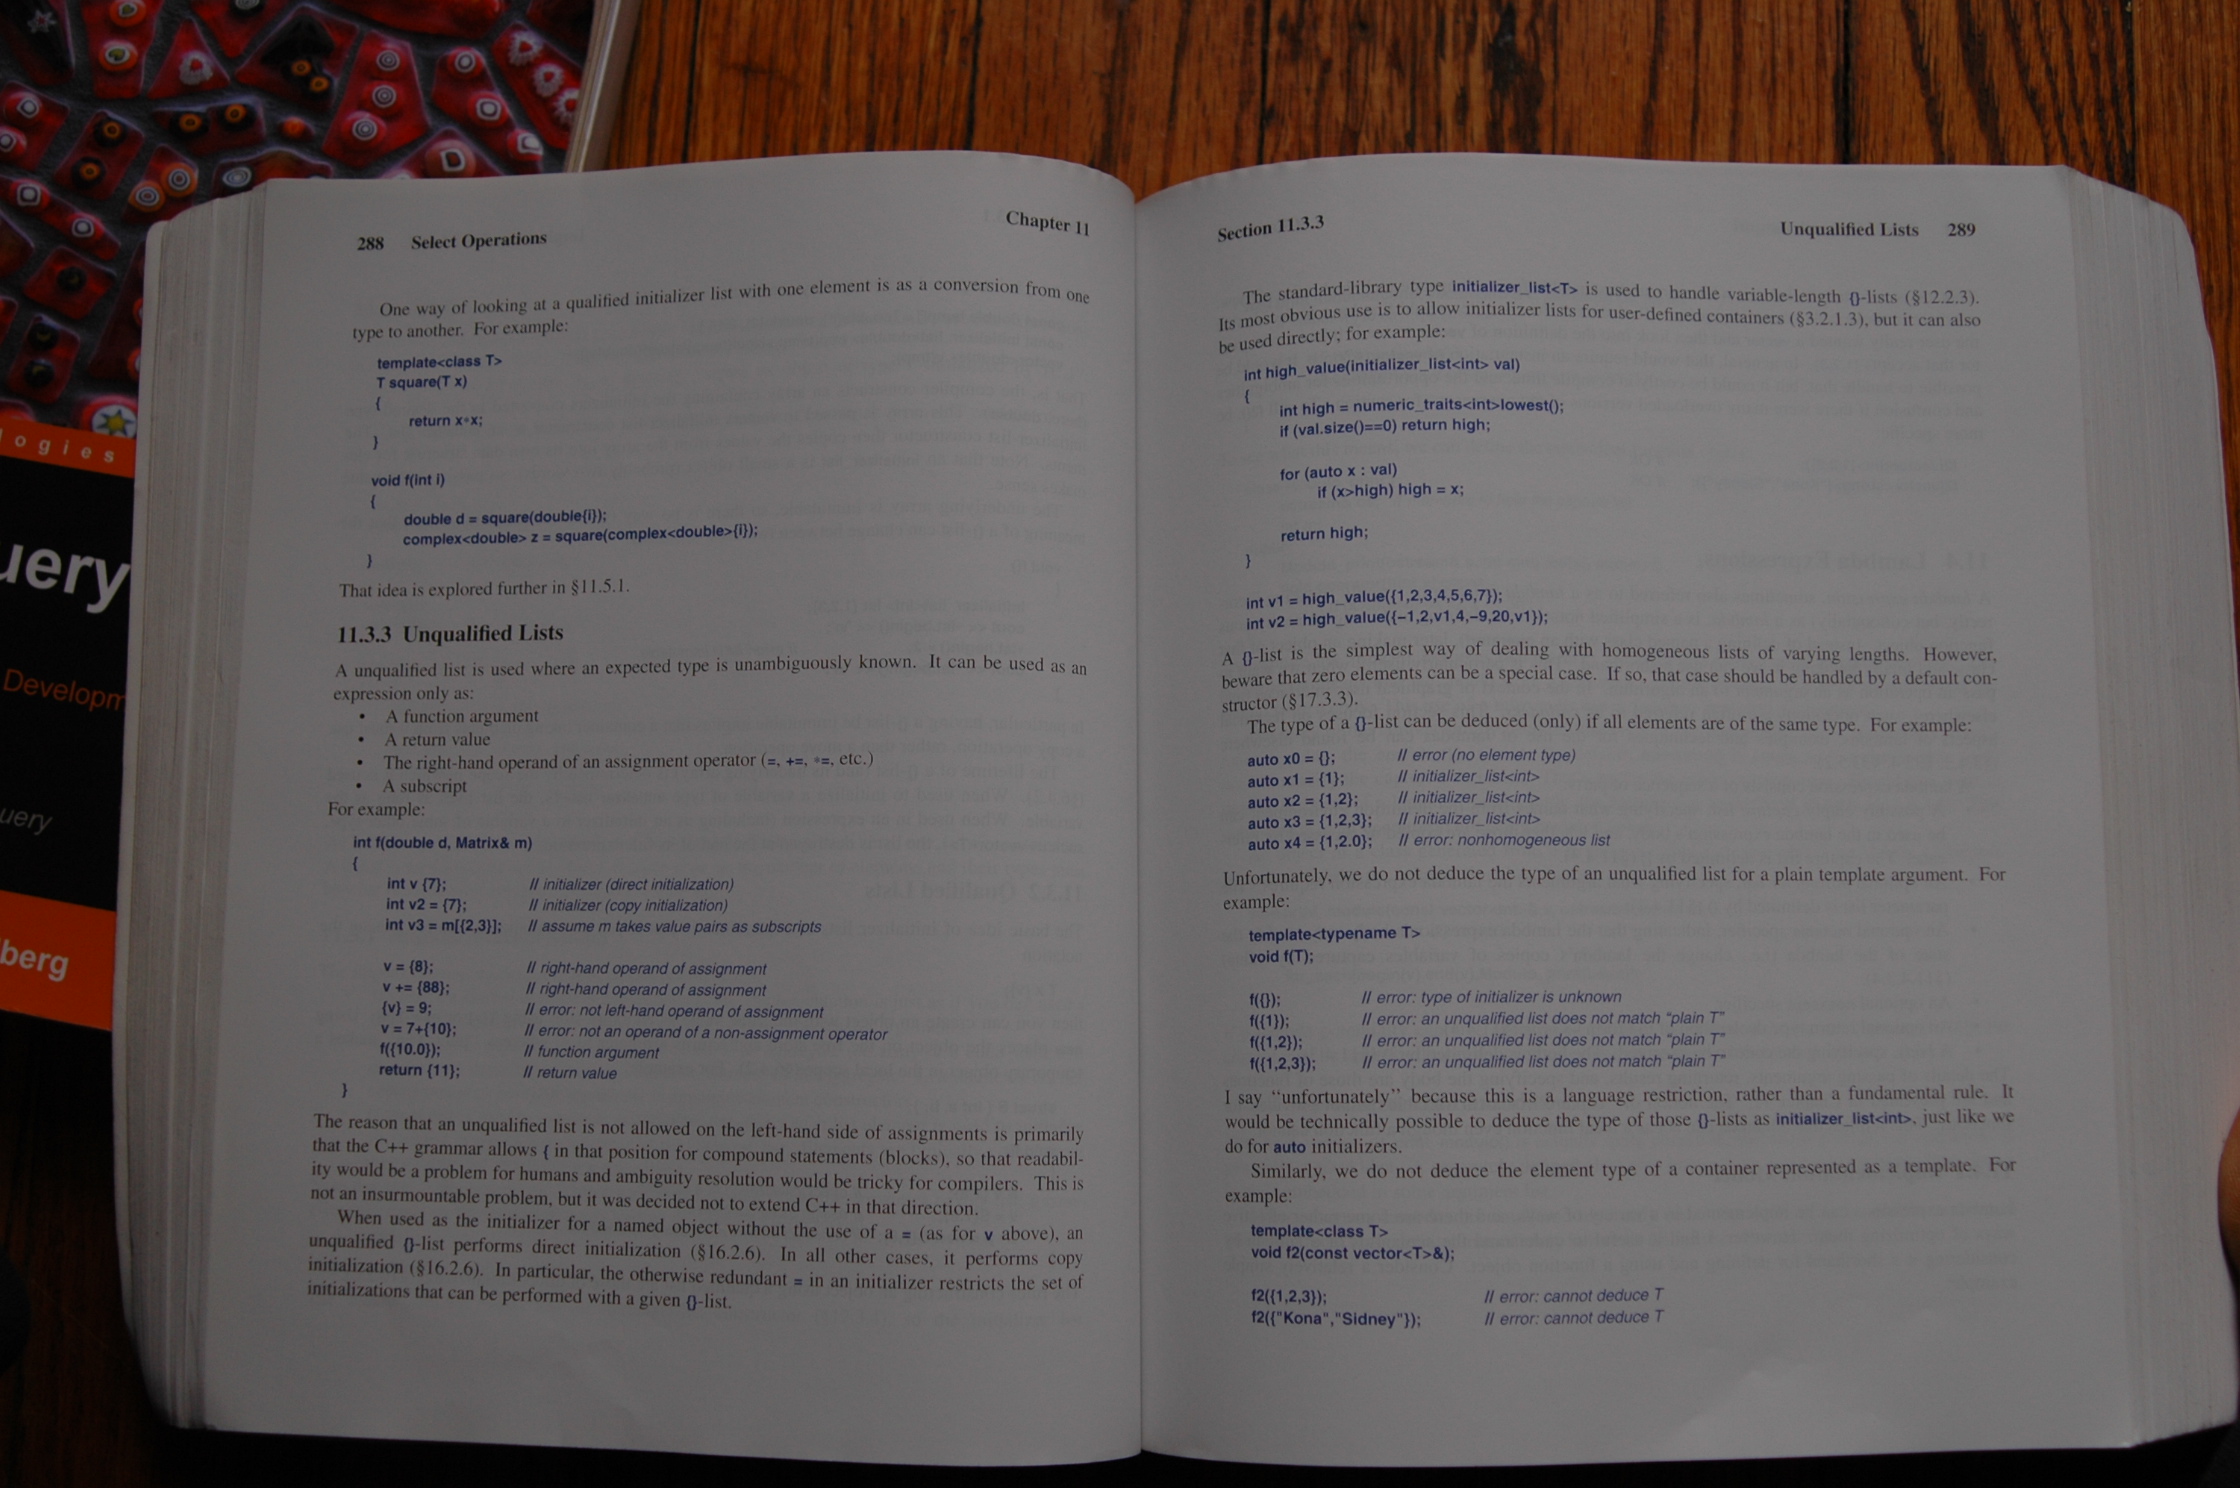 288 Select Operations Chapter 11
One way of looking at a qualified initializer list with one element is as a conversion from one
type to another. For example:
template<class T>
T square(T x)
{
return x*x;
}
void f(int i)
{
double d = square(double{i});
complex<double> z = square(complex<double>{i});
}
That idea is explored further in §11.5.1.
11.3.3 Unqualified Lists
A unqualified list is used where an expected type is unambiguously known. It can be used as an
expression only as:
• A function argument
• A return value
• The right-hand operand of an assignment operator (=, +=, *=, etc.)
• A subscript
For example:
int f(double d, Matrix& m)
{
int v {7}; // initializer (direct initialization)
int v2 = {7}; // initializer (copy initialization)
int v3 = m[{2,3}]; // assume m takes value pairs as subscripts
v = {8}; // right-hand operand of assignment
v += {88}; // right-hand operand of assignment
{v} = 9; // error: not left-hand operand of assignment
v = 7+{10}; // error: not an operand of a non-assignment operator
f({10.0}); // function argument
return {11}; // return value
}
The reason that an unqualified list is not allowed on the left-hand side of assignments is primarily
that the C++ grammar allows { in that position for compound statements (blocks), so that readabil-
ity would be a problem for humans and ambiguity resolution would be tricky for compilers. This is
not an insurmountable problem, but it was decided not to extend C++ in that direction.
When used as the initializer for a named object without the use of a = (as for v above), an
unqualified {}-list performs direct initialization (§16.2.6). In all other cases, it performs copy
initialization (§16.2.6). In particular, the otherwise redundant = in an initializer restricts the set of
initializations that can be performed with a given {}-list.
Section 11.3.3 Unqualified Lists 289
The standard-library type initializer_list<T> is used to handle variable-length {}-lists (§12.2.3).
Its most obvious use is to allow initializer lists for user-defined containers (§3.2.1.3), but it can also
be used directly; for example:
int high_value(initializer_list<int> val)
{
int high = numeric_traits<int>lowest();
if (val.size()==0) return high;
for (auto x : val)
if (x>high) high = x;
return high;
}
int v1 = high_value({1,2,3,4,5,6,7});
int v2 = high_value({−1,2,v1,4,−9,20,v1});
A {}-list is the simplest way of dealing with homogeneous lists of varying lengths. However,
beware that zero elements can be a special case. If so, that case should be handled by a default con-
structor (§17.3.3).
The type of a {}-list can be deduced (only) if all elements are of the same type. For example:
auto x0 = {}; // error (no element type)
auto x1 = {1}; // initializer_list<int>
auto x2 = {1,2}; // initializer_list<int>
auto x3 = {1,2,3}; // initializer_list<int>
auto x4 = {1,2.0}; // error: nonhomogeneous list
Unfortunately, we do not deduce the type of an unqualified list for a plain template argument. For
example:
template<typename T>
void f(T);
f({}); // error: type of initializer is unknown
f({1}); // error: an unqualified list does not match "plain T"
f({1,2}); // error: an unqualified list does not match "plain T"
f({1,2,3}); // error: an unqualified list does not match "plain T"
I say "unfortunately" because this is a language restriction, rather than a fundamental rule. It
would be technically possible to deduce the type of those {}-lists as initializer_list<int>, just like we
do for auto initializers.
Similarly, we do not deduce the element type of a container represented as a template. For
example:
template<class T>
void f2(const vector<T>&);
f2({1,2,3}); // error: cannot deduce T
f2({"Kona","Sidney"}); // error: cannot deduce T
ogies
uery
Developm
uery
berg